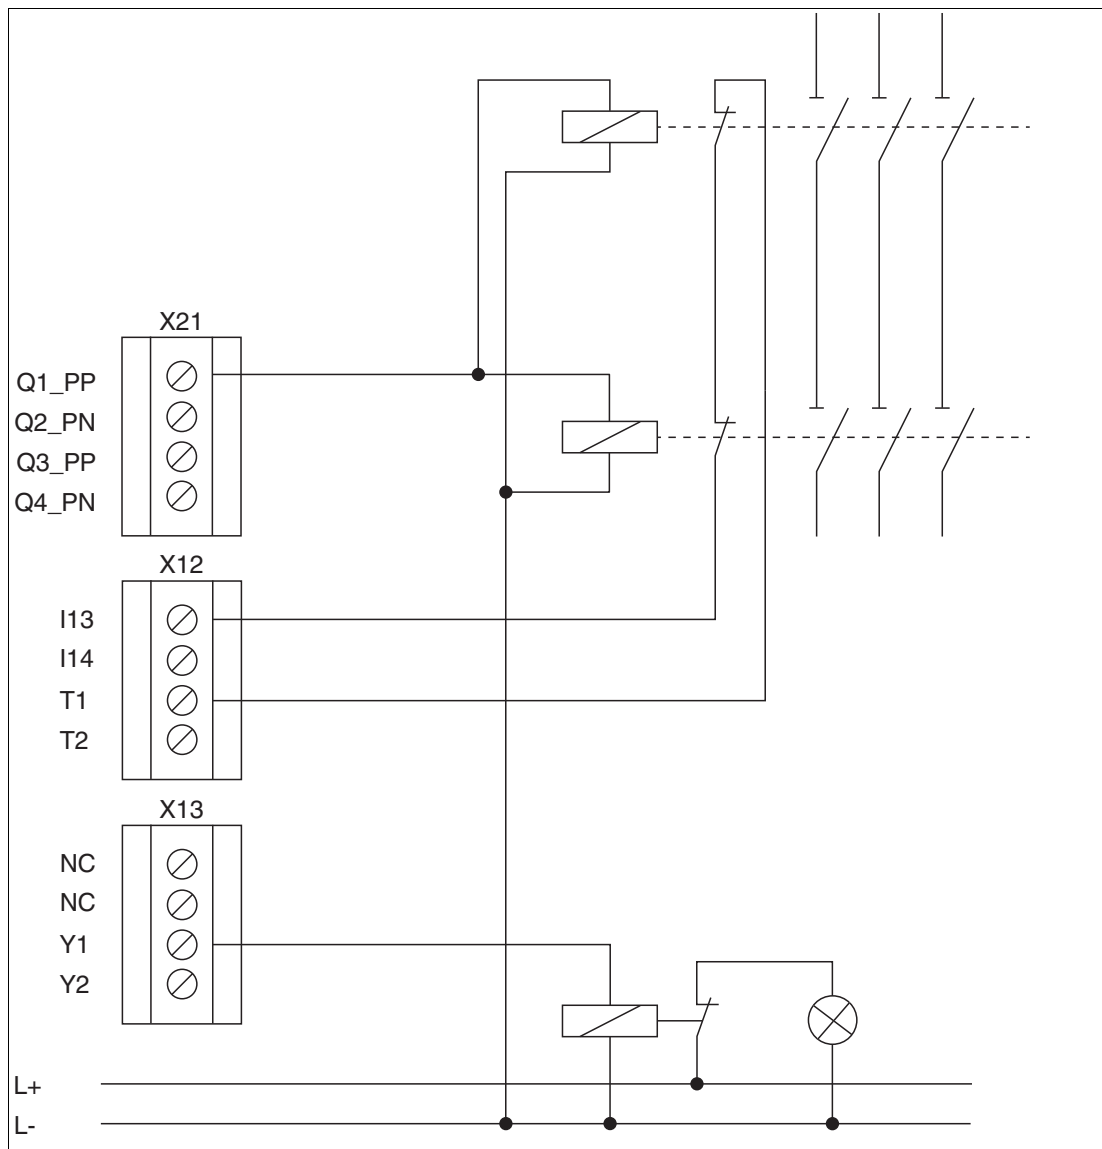 X21
Q1_PP
Q2_PN
Q3_PP
Q4_PN
X12
I13
I14
T1
T2
X13
NC
NC
Y1
Y2
L+
L-